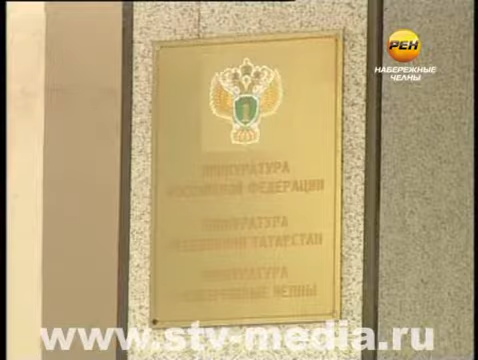 РЕН
НАБЕРЕЖНЫЕ
ЧЕЛНЫ
ПРОКУРАТУРА
РОССИЙСКОЙ ФЕДЕРАЦИИ
ПРОКУРАТУРА
РЕСПУБЛИКИ ТАТАРСТАН
ПРОКУРАТУРА
НАБЕРЕЖНЫЕ ЧЕЛНЫ
www.stv-media.ru